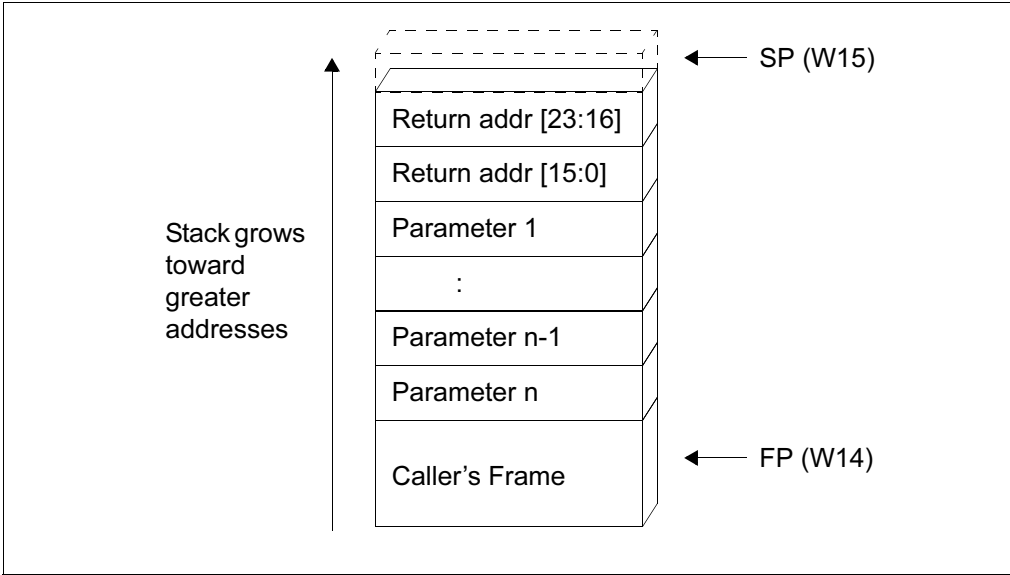 SP (W15)
Return addr [23:16]
Return addr [15:0]
Parameter 1
:
Parameter n-1
Parameter n
Caller’s Frame
Stack grows
toward
greater
addresses
FP (W14)